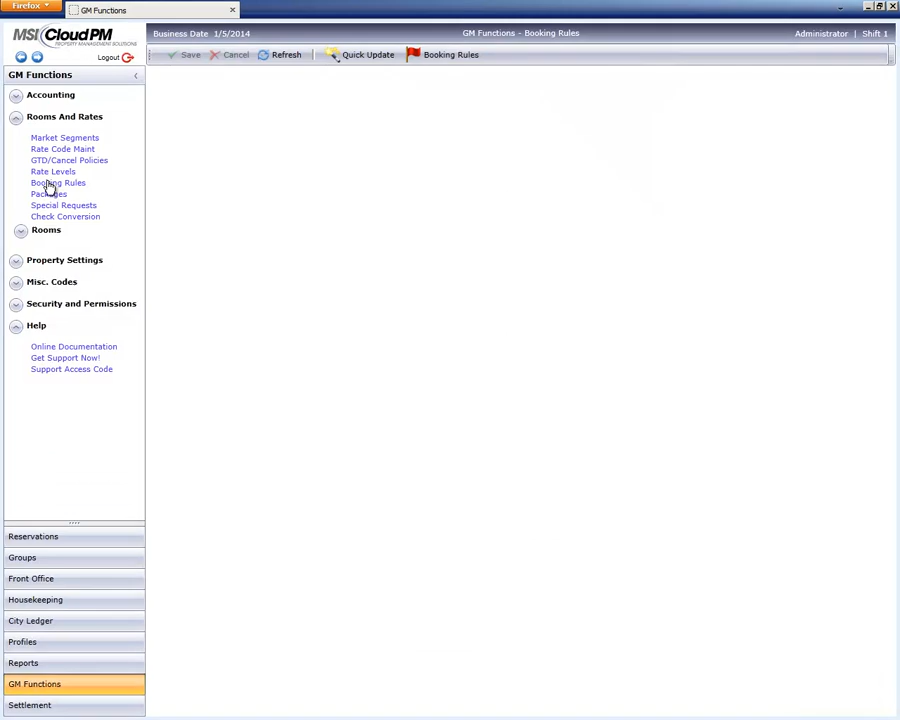 Firefox
GM Functions
MSI CloudPM
PROPERTY MANAGEMENT SOLUTIONS
Logout
Business Date 1/5/2014
GM Functions - Booking Rules
Administrator
Shift 1
Save
Cancel
Refresh
Quick Update
Booking Rules
GM Functions
Accounting
Rooms And Rates
Market Segments
Rate Code Maint
GTD/Cancel Policies
Rate Levels
Booking Rules
Packages
Special Requests
Check Conversion
Rooms
Property Settings
Misc. Codes
Security and Permissions
Help
Online Documentation
Get Support Now!
Support Access Code
Reservations
Groups
Front Office
Housekeeping
City Ledger
Profiles
Reports
GM Functions
Settlement